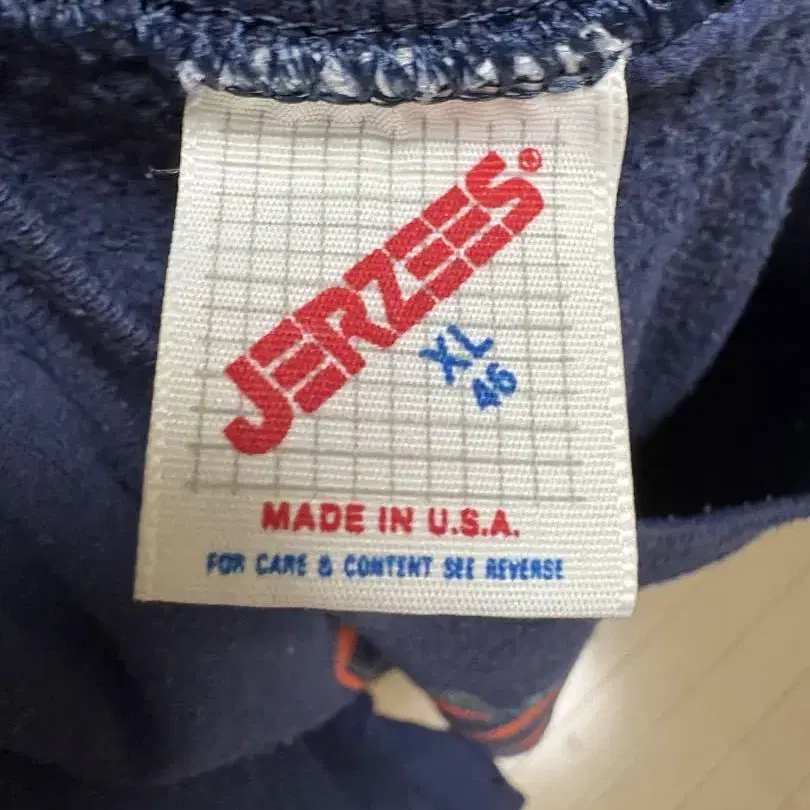 JERZEES®
XL
46
MADE IN U.S.A.
FOR CARE & CONTENT SEE REVERSE